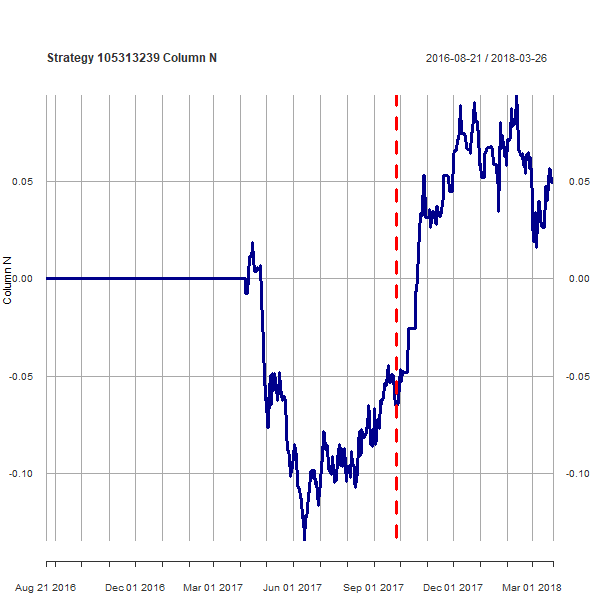 Strategy 105313239 Column N
2016-08-21 / 2018-03-26
0.05
0.05
0.00
0.00
-0.05
-0.05
-0.10
-0.10
Column N
Aug 21 2016
Dec 01 2016
Mar 01 2017
Jun 01 2017
Sep 01 2017
Dec 01 2017
Mar 01 2018